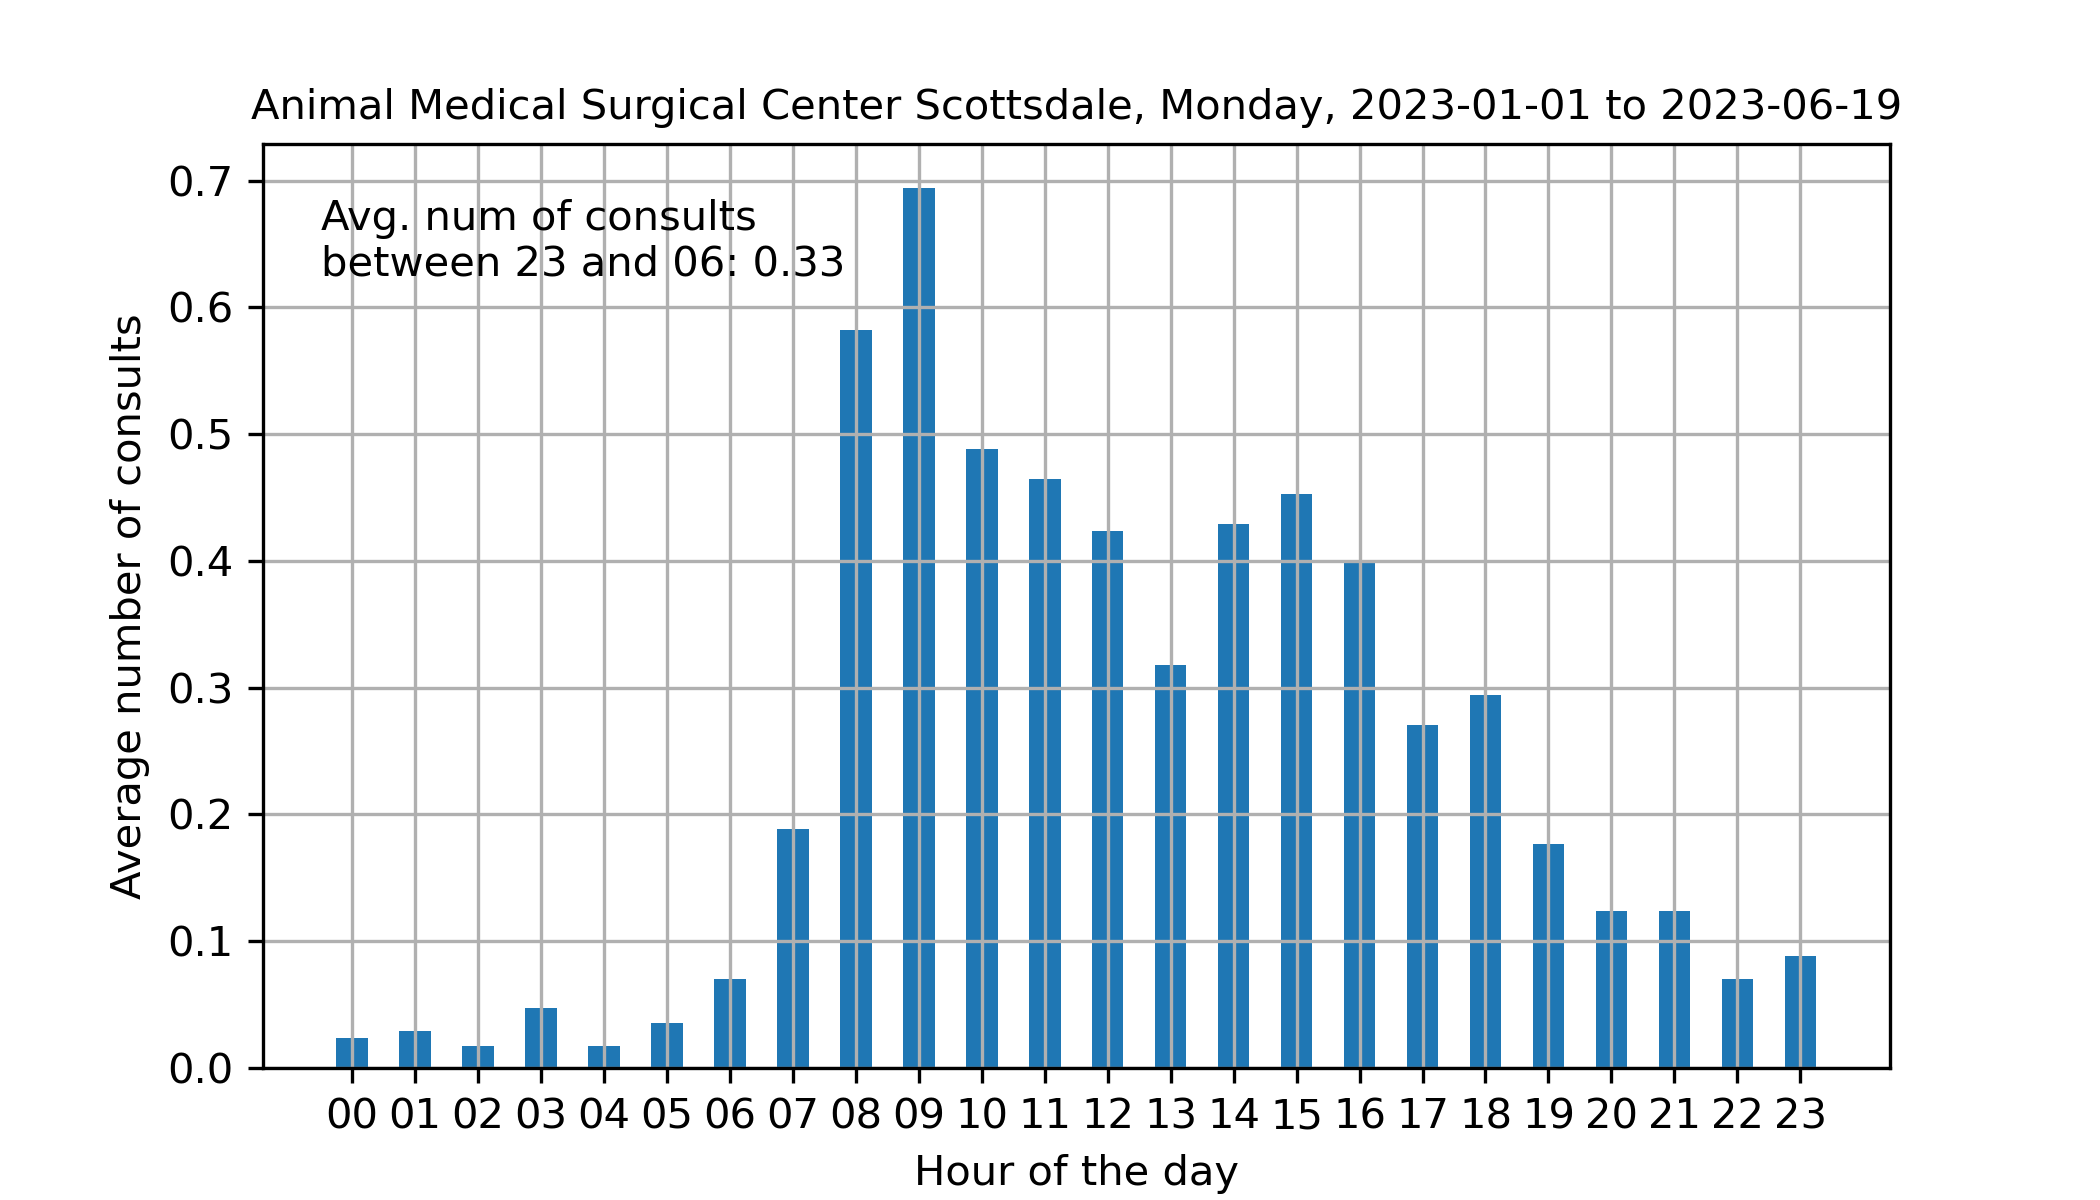 Animal Medical Surgical Center Scottsdale, Monday, 2023-01-01 to 2023-06-19
Avg. num of consults
between 23 and 06: 0.33
Average number of consults
0.7
0.6
0.5
0.4
0.3
0.2
0.1
0.0
00 01 02 03 04 05 06 07 08 09 10 11 12 13 14 15 16 17 18 19 20 21 22 23
Hour of the day